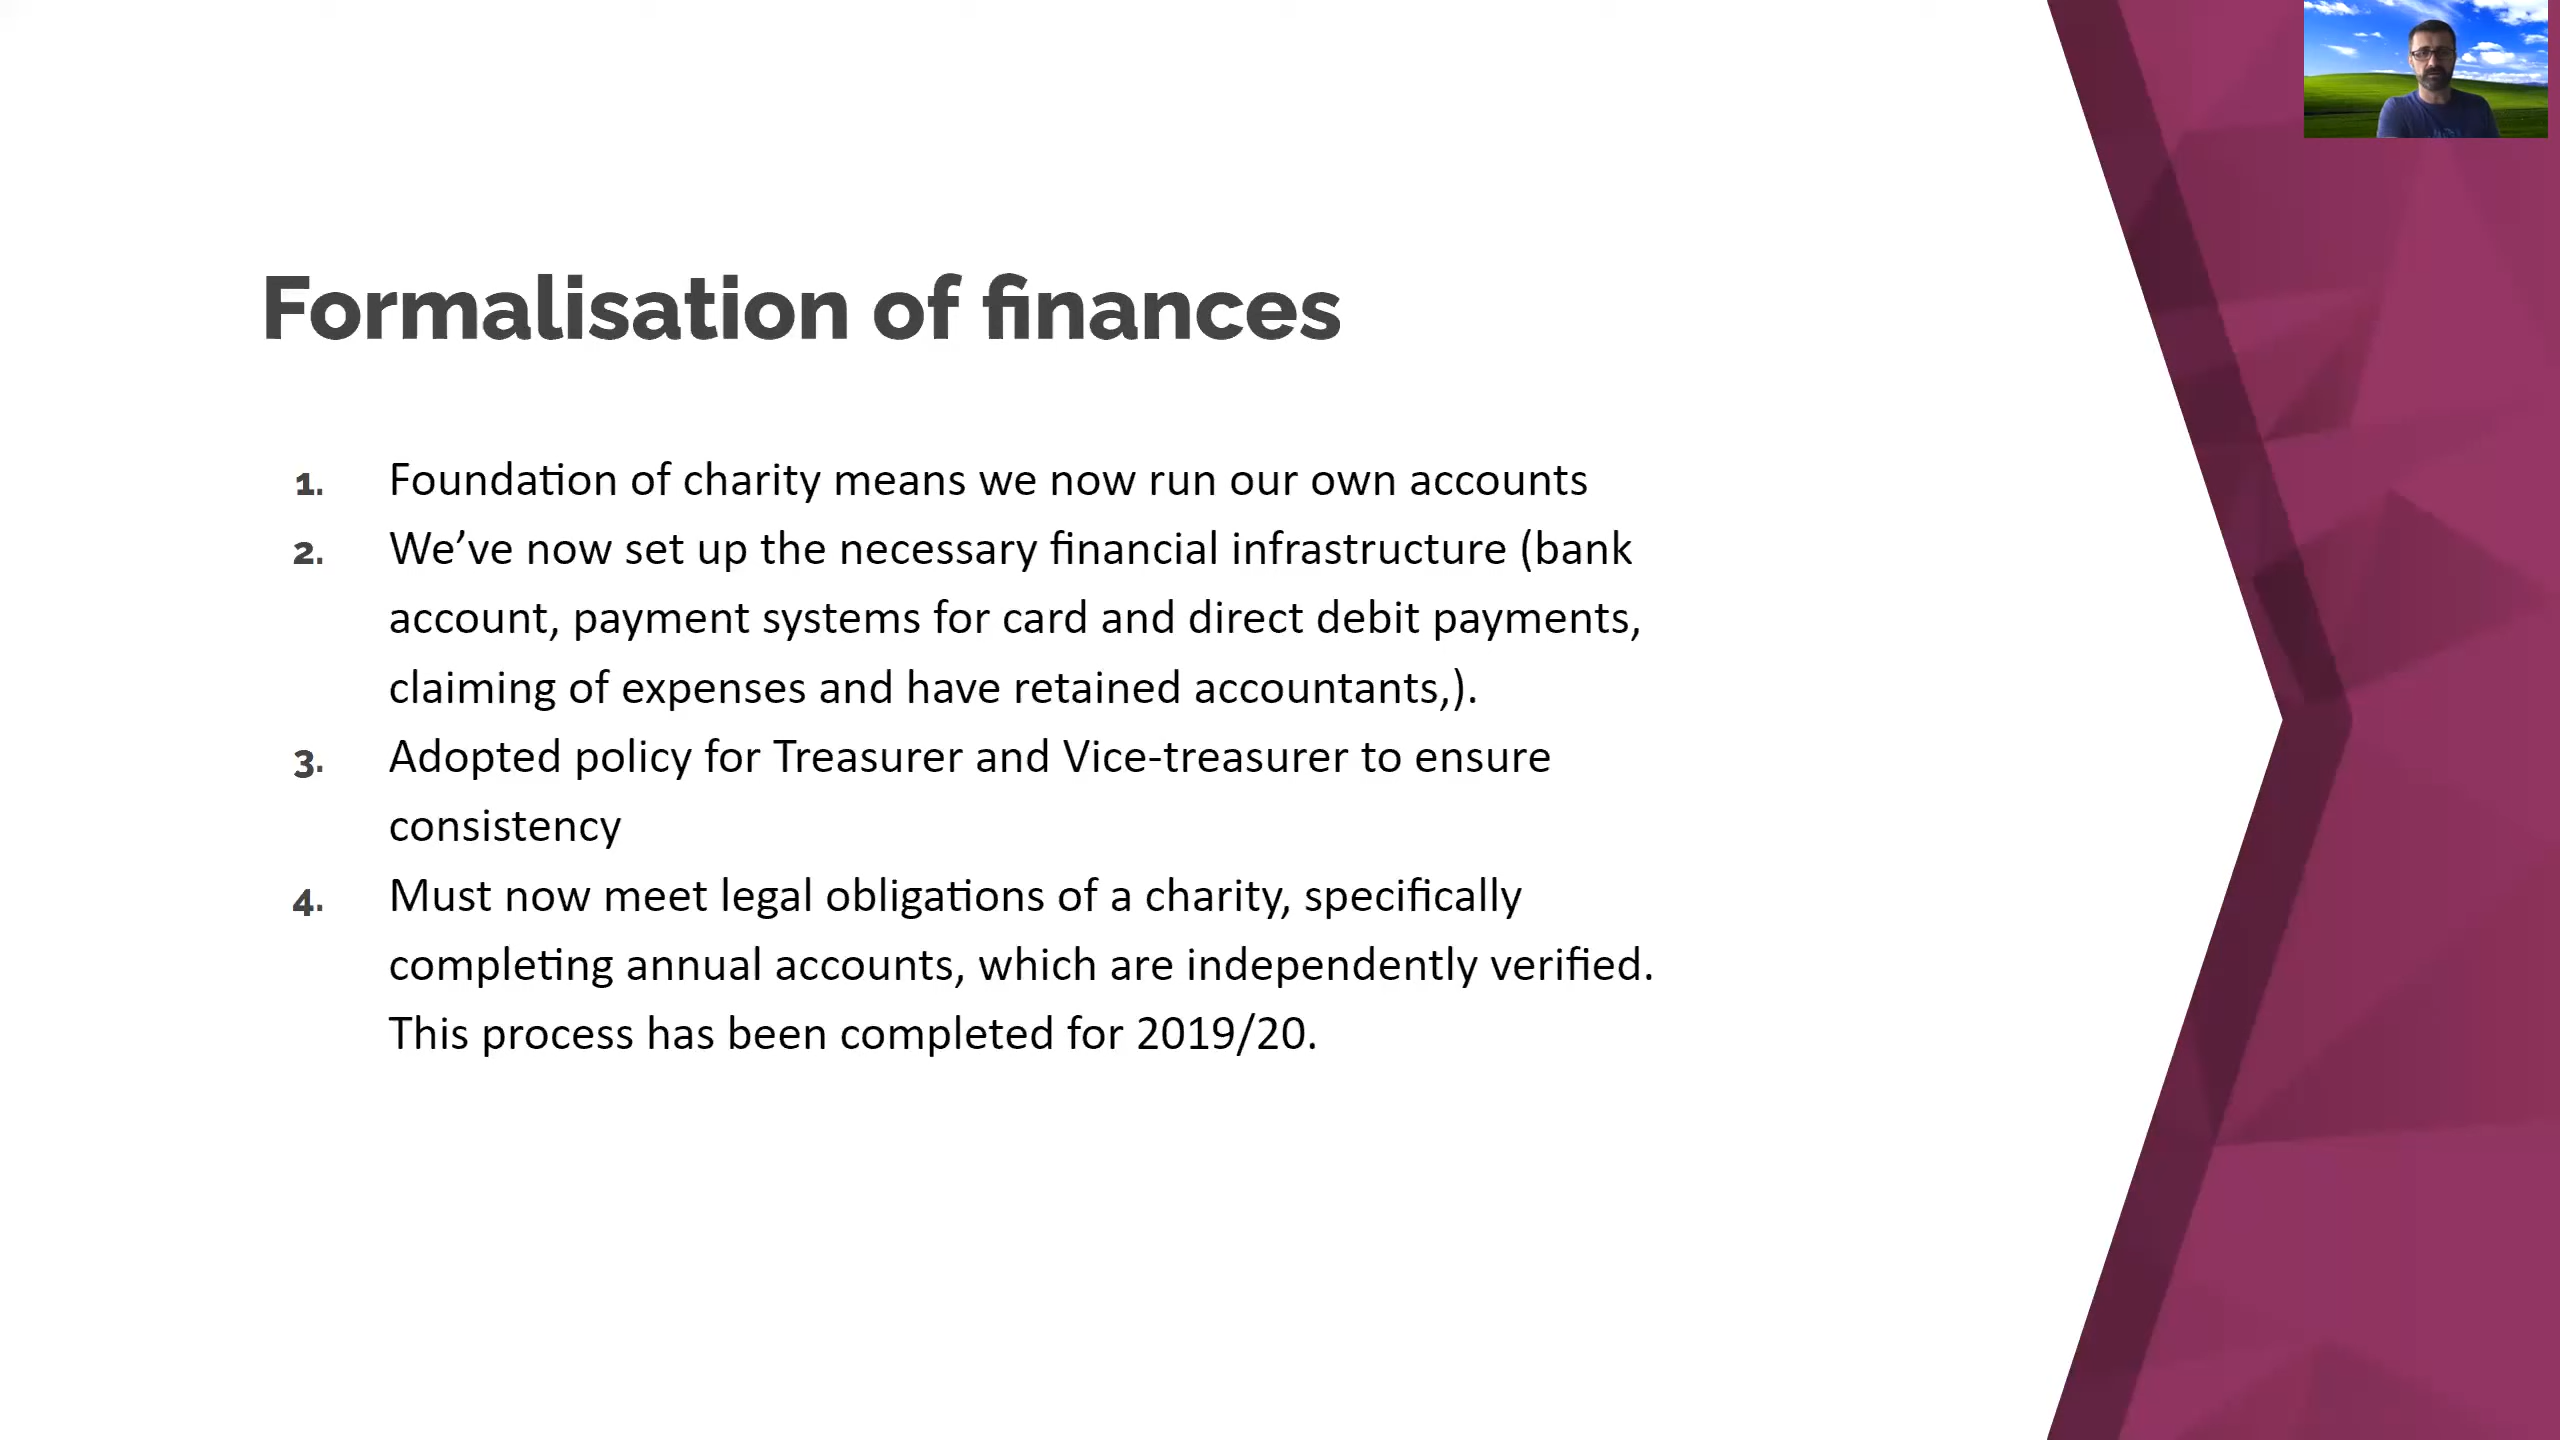 Formalisation of finances
1. Foundation of charity means we now run our own accounts
2. We’ve now set up the necessary financial infrastructure (bank
account, payment systems for card and direct debit payments,
claiming of expenses and have retained accountants,).
3. Adopted policy for Treasurer and Vice-treasurer to ensure
consistency
4. Must now meet legal obligations of a charity, specifically
completing annual accounts, which are independently verified.
This process has been completed for 2019/20.